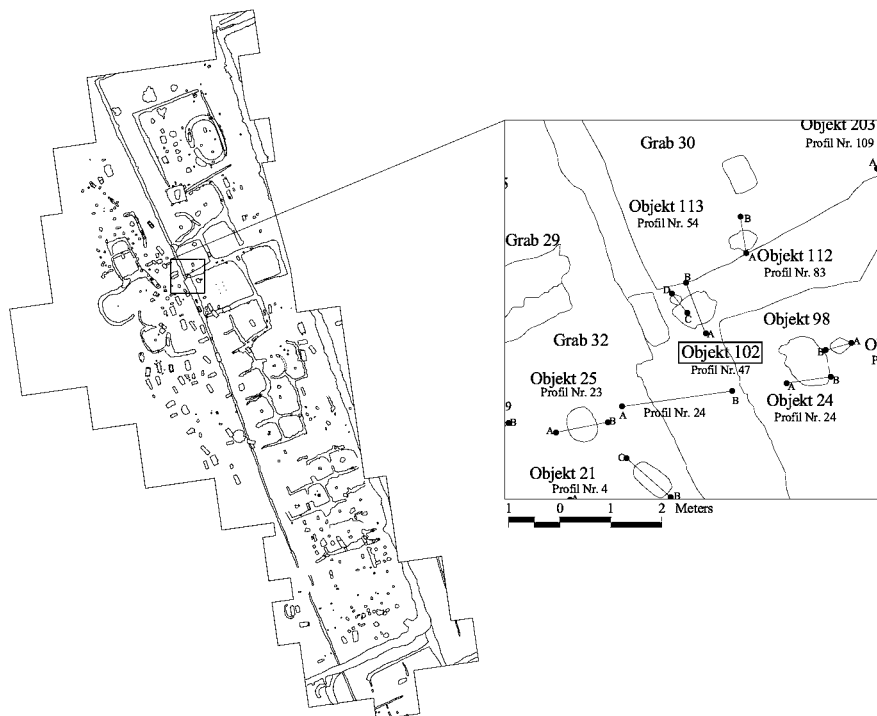 Objekt 203
Profil Nr. 109
Grab 30
A
Objekt 113
Profil Nr. 54
B
Grab 29
A
Objekt 112
Profil Nr. 83
B
D
C
Objekt 98
Grab 32
A
B
A
Objekt 102
Profil Nr. 47
Objekt 25
Profil Nr. 23
A
B
Objekt 24
Profil Nr. 24
A
Profil Nr. 24
B
B
A
B
Objekt 21
Profil Nr. 4
B
A
1 0 2 Meters